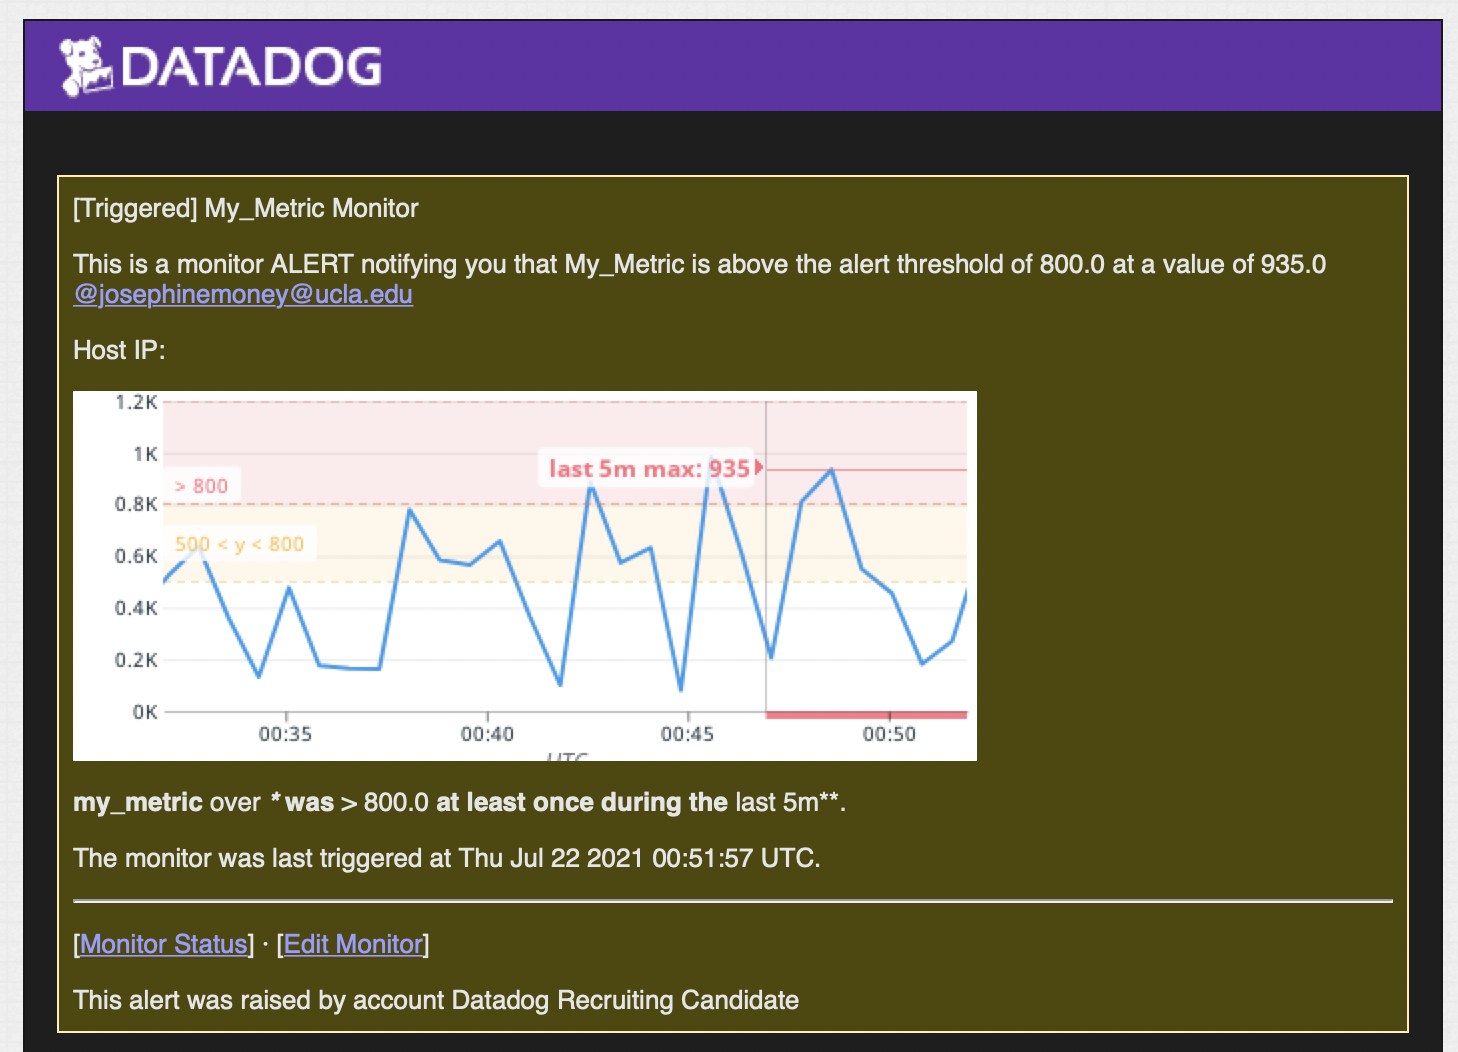 DATADOG
[Triggered] My_Metric Monitor
This is a monitor ALERT notifying you that My_Metric is above the alert threshold of 800.0 at a value of 935.0
@josephinemoney@ucla.edu
Host IP:
1.2K
1K
last 5m max: 935
> 800
0.8K
500 < y < 800
0.6K
0.4K
0.2K
0K
00:35 00:40 00:45 00:50
UTC
my_metric over * was > 800.0 at least once during the last 5m**.
The monitor was last triggered at Thu Jul 22 2021 00:51:57 UTC.
[Monitor Status] · [Edit Monitor]
This alert was raised by account Datadog Recruiting Candidate